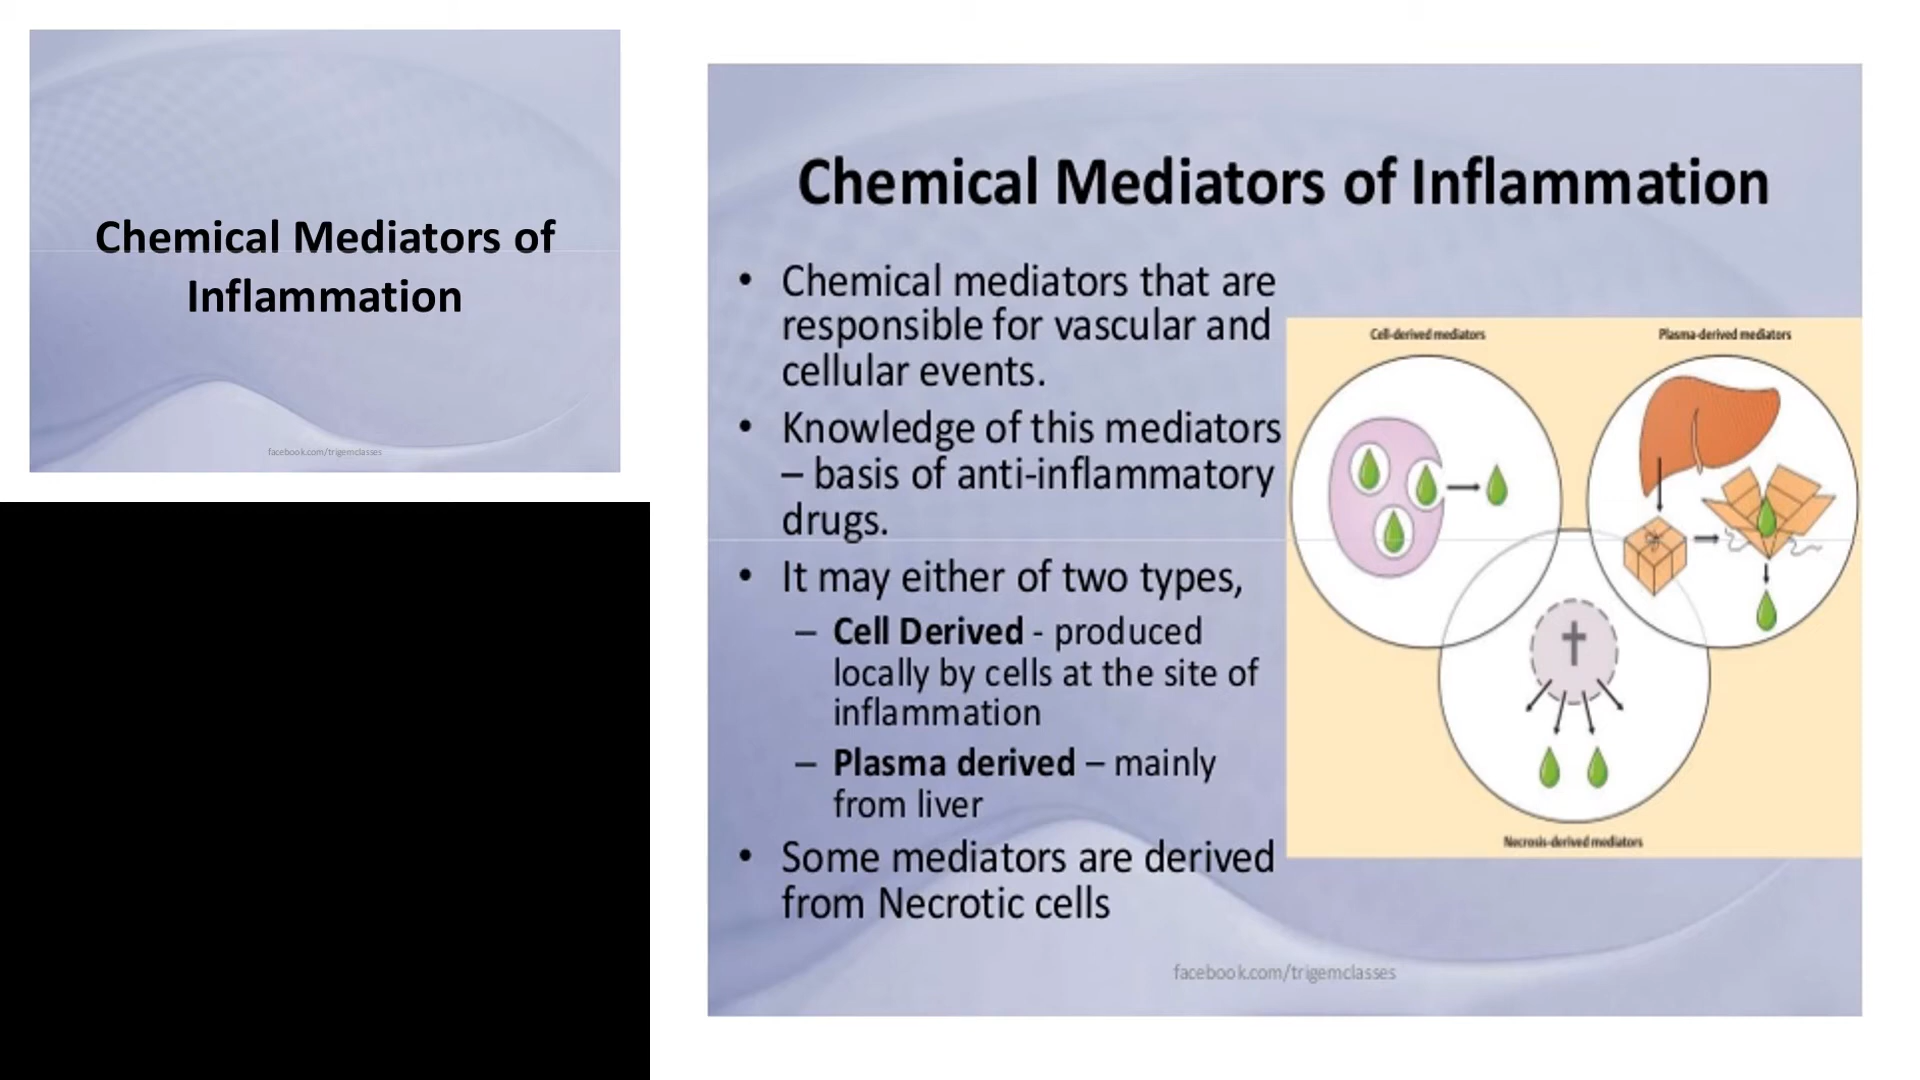 Chemical Mediators of
Inflammation
facebook.com/trigemclasses
Chemical Mediators of Inflammation
• Chemical mediators that are
responsible for vascular and
cellular events.
• Knowledge of this mediators
– basis of anti-inflammatory
drugs.
• It may either of two types,
– Cell Derived - produced
locally by cells at the site of
inflammation
– Plasma derived – mainly
from liver
• Some mediators are derived
from Necrotic cells
Cell-derived mediators
Plasma-derived mediators
Necrosis-derived mediators
facebook.com/trigemclasses